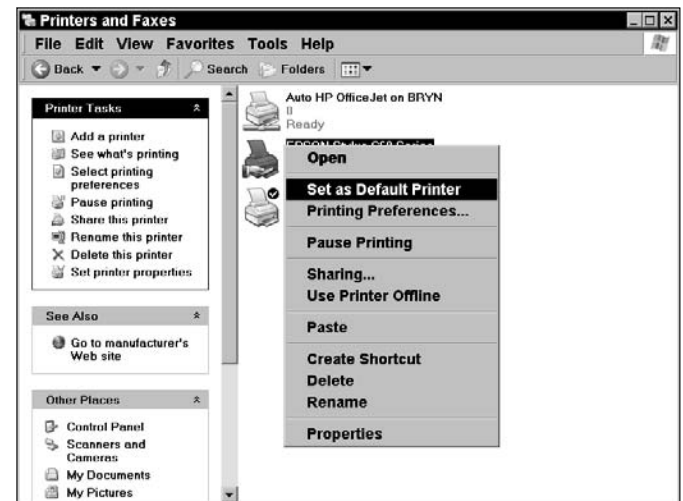 Printers and Faxes
File Edit View Favorites Tools Help
Back Search Folders
Printer Tasks
Add a printer
See what's printing
Select printing
preferences
Pause printing
Share this printer
Rename this printer
Delete this printer
Set printer properties
See Also
Go to manufacturer's
Web site
Other Places
Control Panel
Scanners and
Cameras
My Documents
My Pictures
Auto HP OfficeJet on BRYN
0
Ready
EPSON Stylus C60 Series
Open
Set as Default Printer
Printing Preferences...
Pause Printing
Sharing...
Use Printer Offline
Paste
Create Shortcut
Delete
Rename
Properties